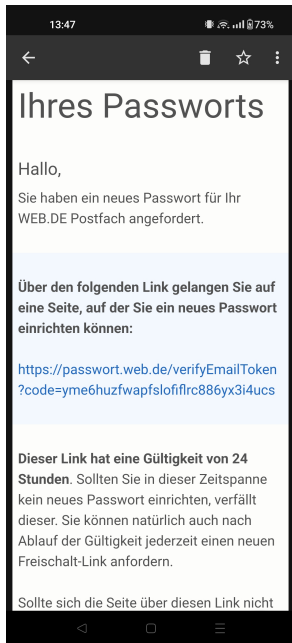 13:47
73%
Ihres Passworts
Hallo,
Sie haben ein neues Passwort für Ihr
WEB.DE Postfach angefordert.
Über den folgenden Link gelangen Sie auf
eine Seite, auf der Sie ein neues Passwort
einrichten können:
https://passwort.web.de/verifyEmailToken
?code=yme6huzfwapfslofiflrc886yx3i4ucs
Dieser Link hat eine Gültigkeit von 24
Stunden. Sollten Sie in dieser Zeitspanne
kein neues Passwort einrichten, verfällt
dieser. Sie können natürlich auch nach
Ablauf der Gültigkeit jederzeit einen neuen
Freischalt-Link anfordern.
Sollte sich die Seite über diesen Link nicht